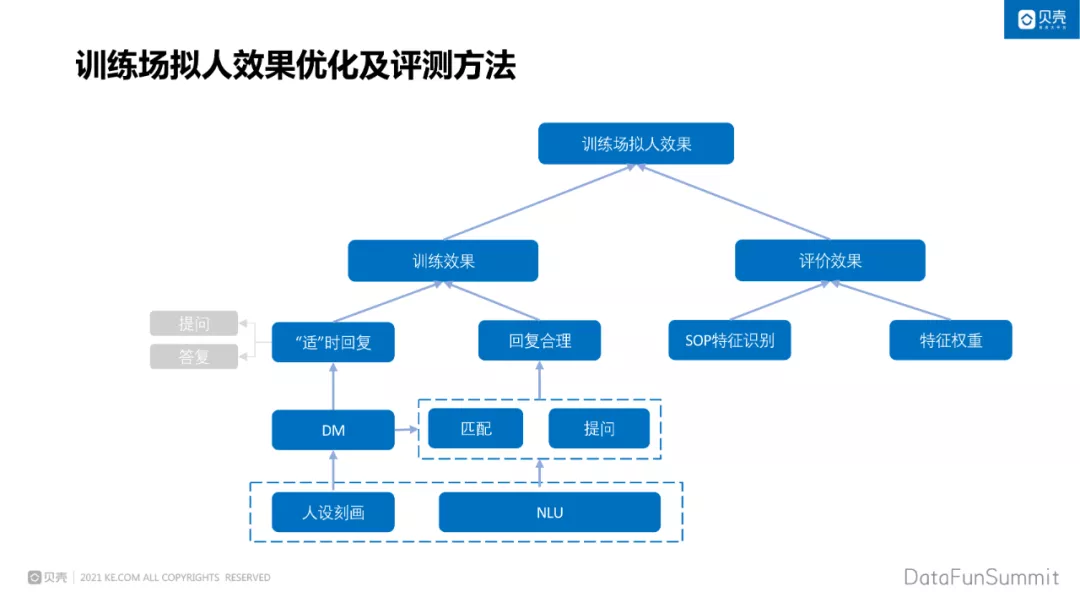 贝壳
训练场拟人效果优化及评测方法
训练场拟人效果
训练效果
评价效果
提问
答复
“适”时回复
回复合理
SOP特征识别
特征权重
DM
匹配
提问
人设刻画
NLU
贝壳 2021 KE.COM ALL COPYRIGHTS RESERVED
DataFunSummit